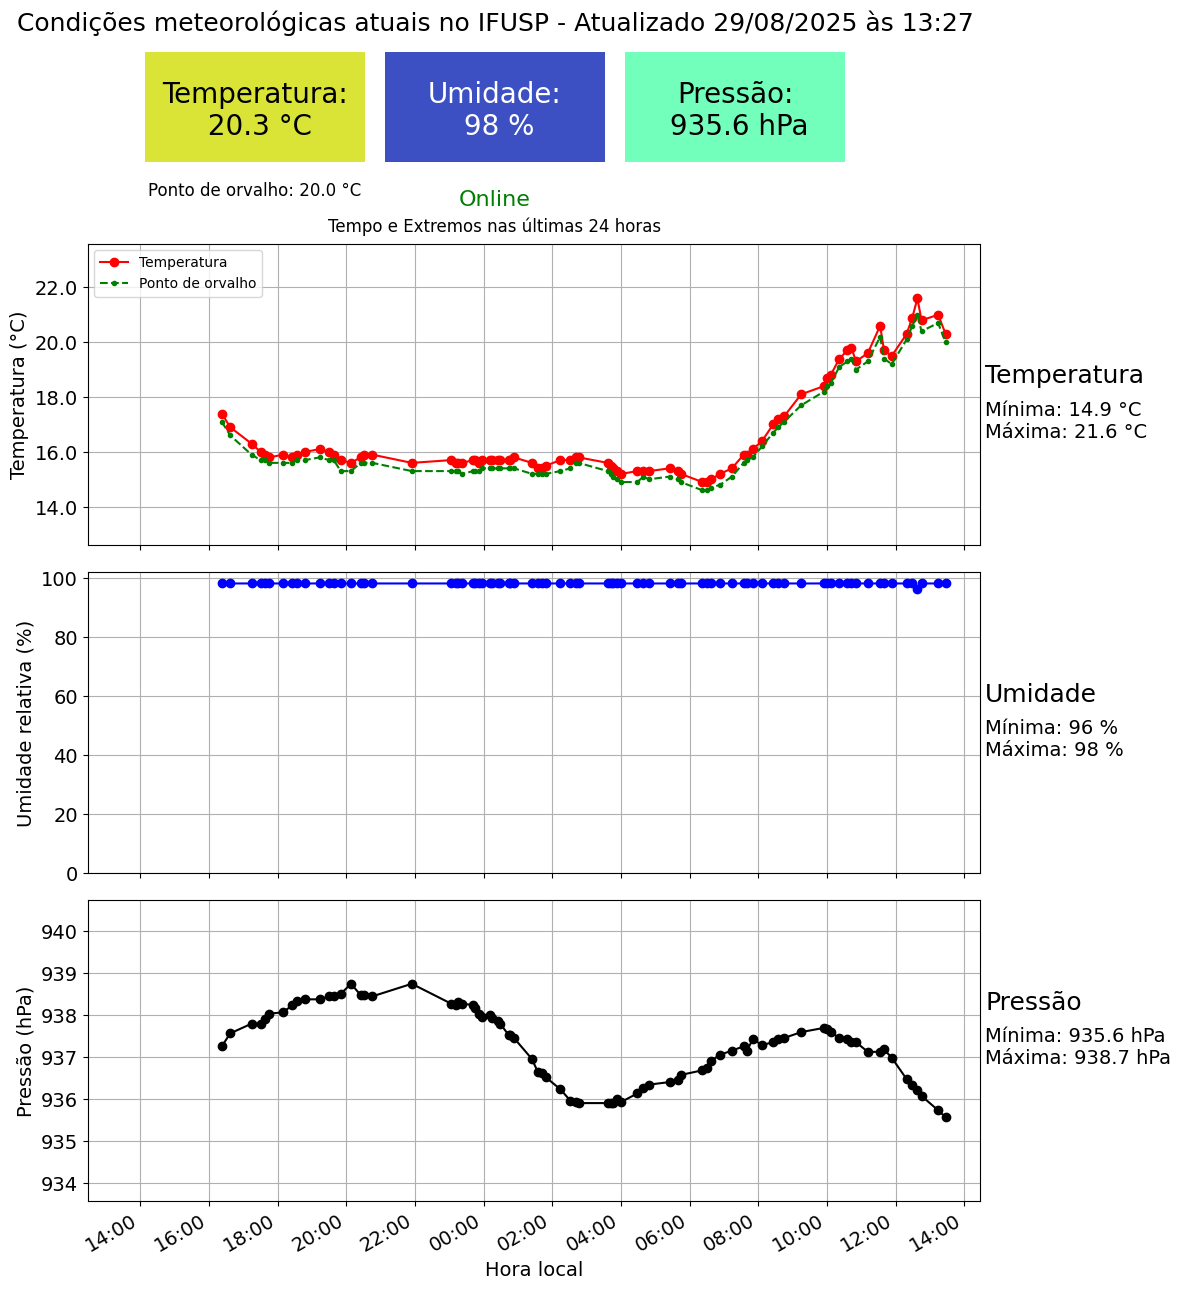 Condições meteorológicas atuais no IFUSP - Atualizado 29/08/2025 às 13:27
Temperatura:
20.3 °C
Umidade:
98 %
Pressão:
935.6 hPa
Ponto de orvalho: 20.0 °C
Online
Tempo e Extremos nas últimas 24 horas
Temperatura
Ponto de orvalho
Temperatura (°C)
22.0
20.0
18.0
16.0
14.0
Temperatura
Mínima: 14.9 °C
Máxima: 21.6 °C
Umidade relativa (%)
100
80
60
40
20
0
Umidade
Mínima: 96 %
Máxima: 98 %
Pressão (hPa)
940
939
938
937
936
935
934
Pressão
Mínima: 935.6 hPa
Máxima: 938.7 hPa
14:00 16:00 18:00 20:00 22:00 00:00 02:00 04:00 06:00 08:00 10:00 12:00 14:00
Hora local